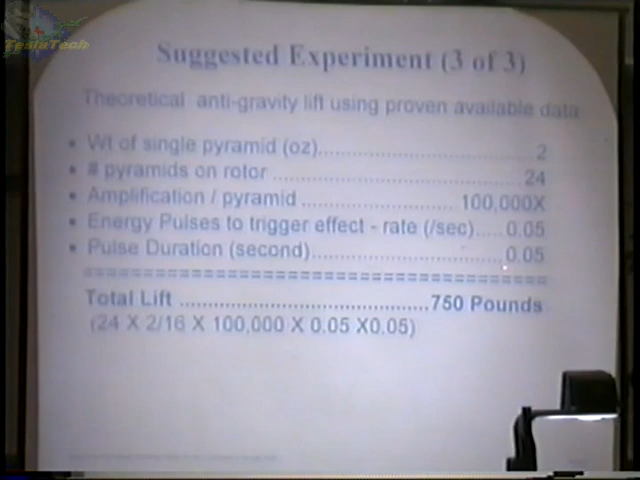 TeslaTech
Suggested Experiment (3 of 3)
Theoretical anti-gravity lift using proven available data
• Wt of single pyramid (oz)............................... 2
• # pyramids on rotor .................................... 24
• Amplification / pyramid ..................... 100,000X
• Energy Pulses to trigger effect - rate (/sec)..... 0.05
• Pulse Duration (second)............................... 0.05
========================================
Total Lift ..........................................750 Pounds
(24 X 2/16 X 100,000 X 0.05 X0.05)